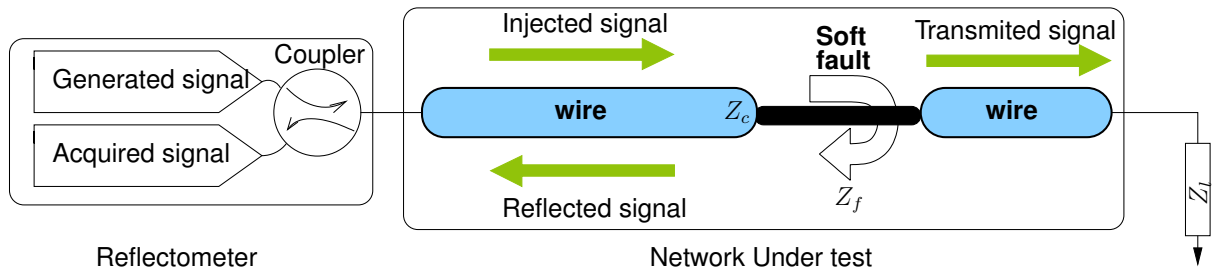 Generated signal
Acquired signal
Coupler
Reflectometer
Injected signal
wire
Reflected signal
Z_c
Soft
fault
Z_f
Transmited signal
wire
Z_l
Network Under test